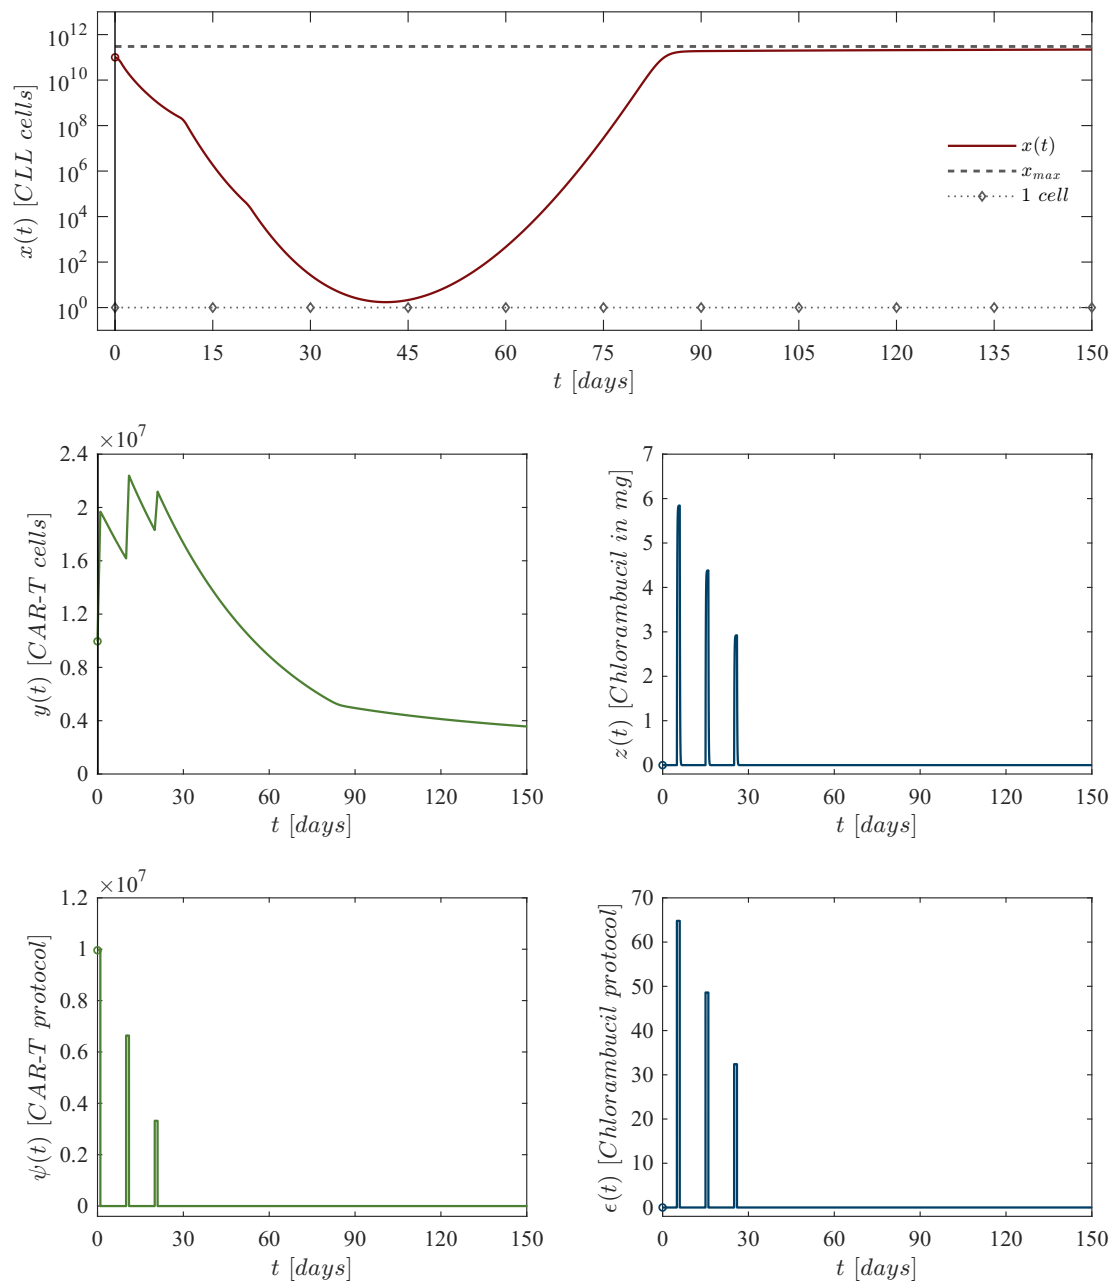 10^12
10^10
10^8
10^6
10^4
10^2
10^0
x(t) [CLL cells]
x(t)
x_max
1 cell
0 15 30 45 60 75 90 105 120 135 150
t [days]
×10^7
2.4
2
1.6
1.2
0.8
0.4
0
y(t) [CAR-T cells]
0 30 60 90 120 150
t [days]
7
6
5
4
3
2
1
0
z(t) [Chlorambucil in mg]
0 30 60 90 120 150
t [days]
×10^7
1.2
1
0.8
0.6
0.4
0.2
0
ψ(t) [CAR-T protocol]
0 30 60 90 120 150
t [days]
70
60
50
40
30
20
10
0
ϵ(t) [Chlorambucil protocol]
0 30 60 90 120 150
t [days]